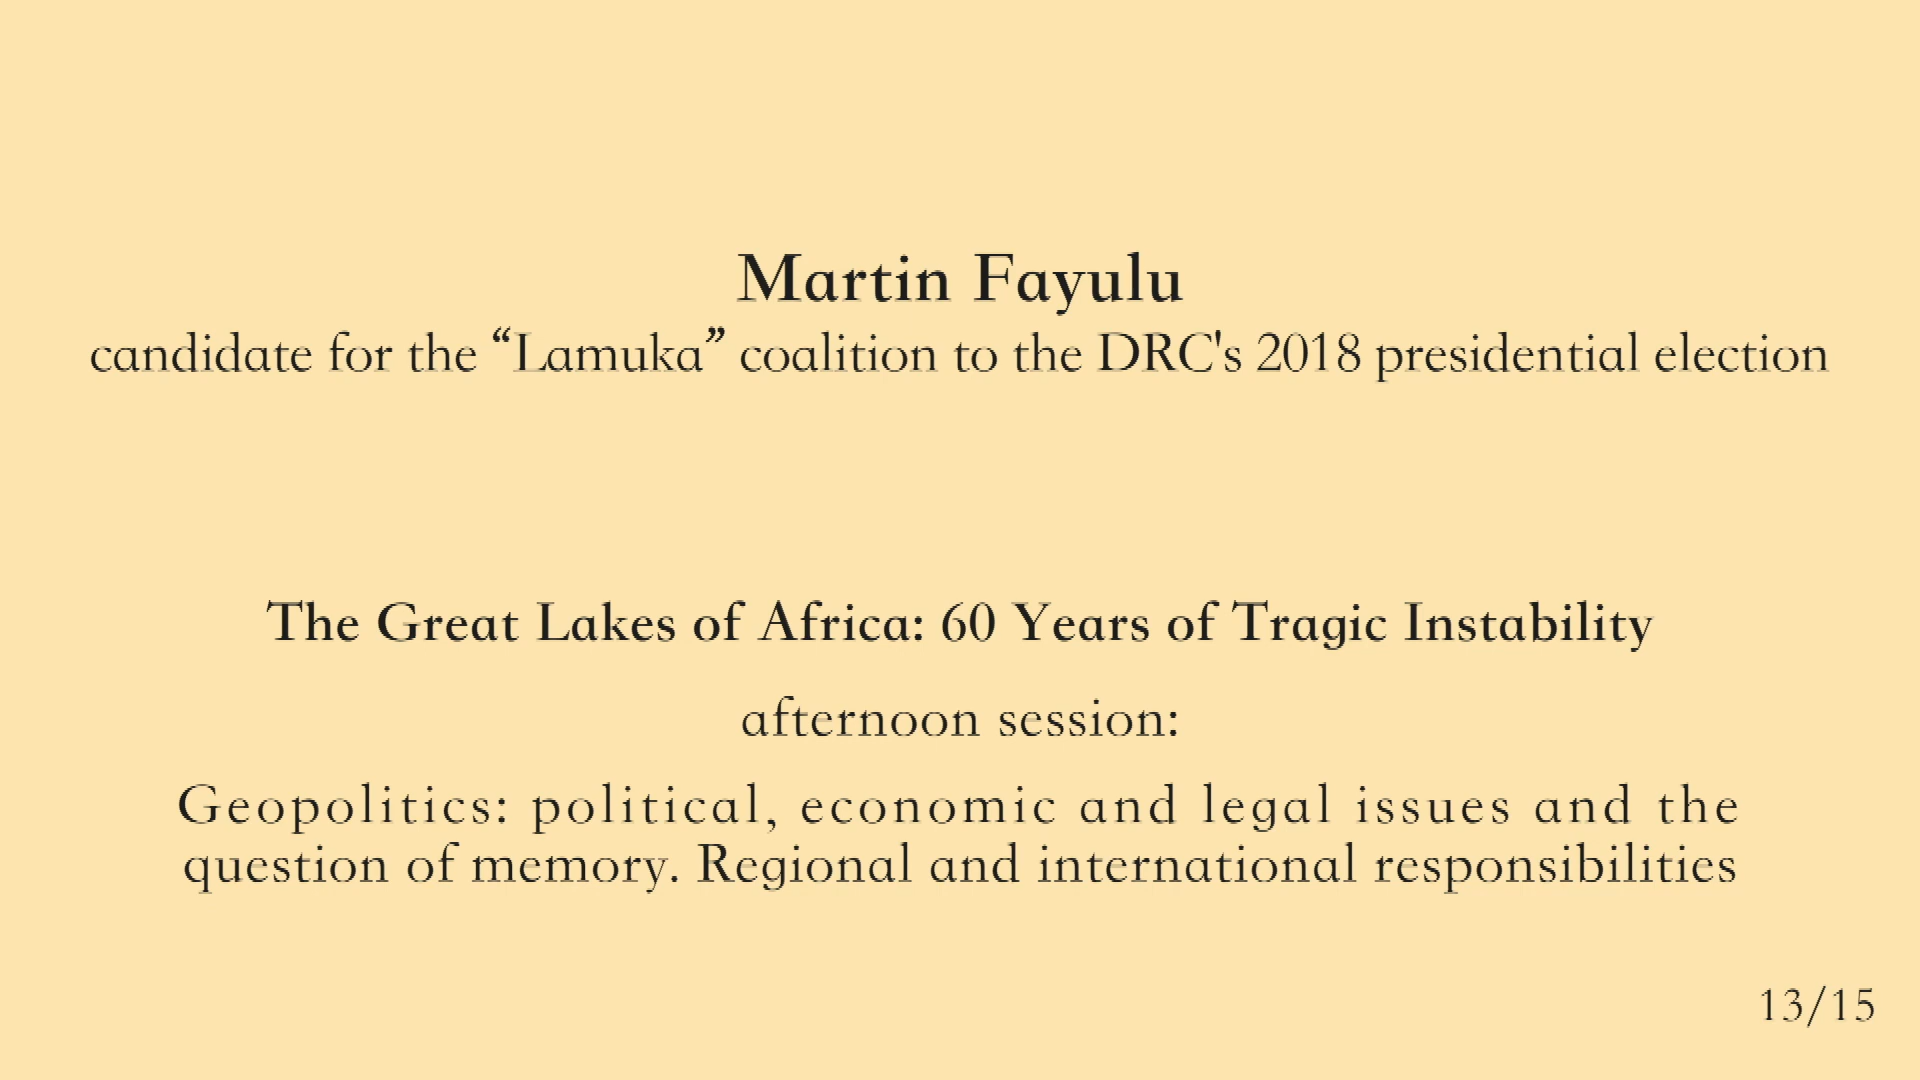 Martin Fayulu
candidate for the “Lamuka” coalition to the DRC's 2018 presidential election
The Great Lakes of Africa: 60 Years of Tragic Instability
afternoon session:
Geopolitics: political, economic and legal issues and the
question of memory. Regional and international responsibilities
13/15